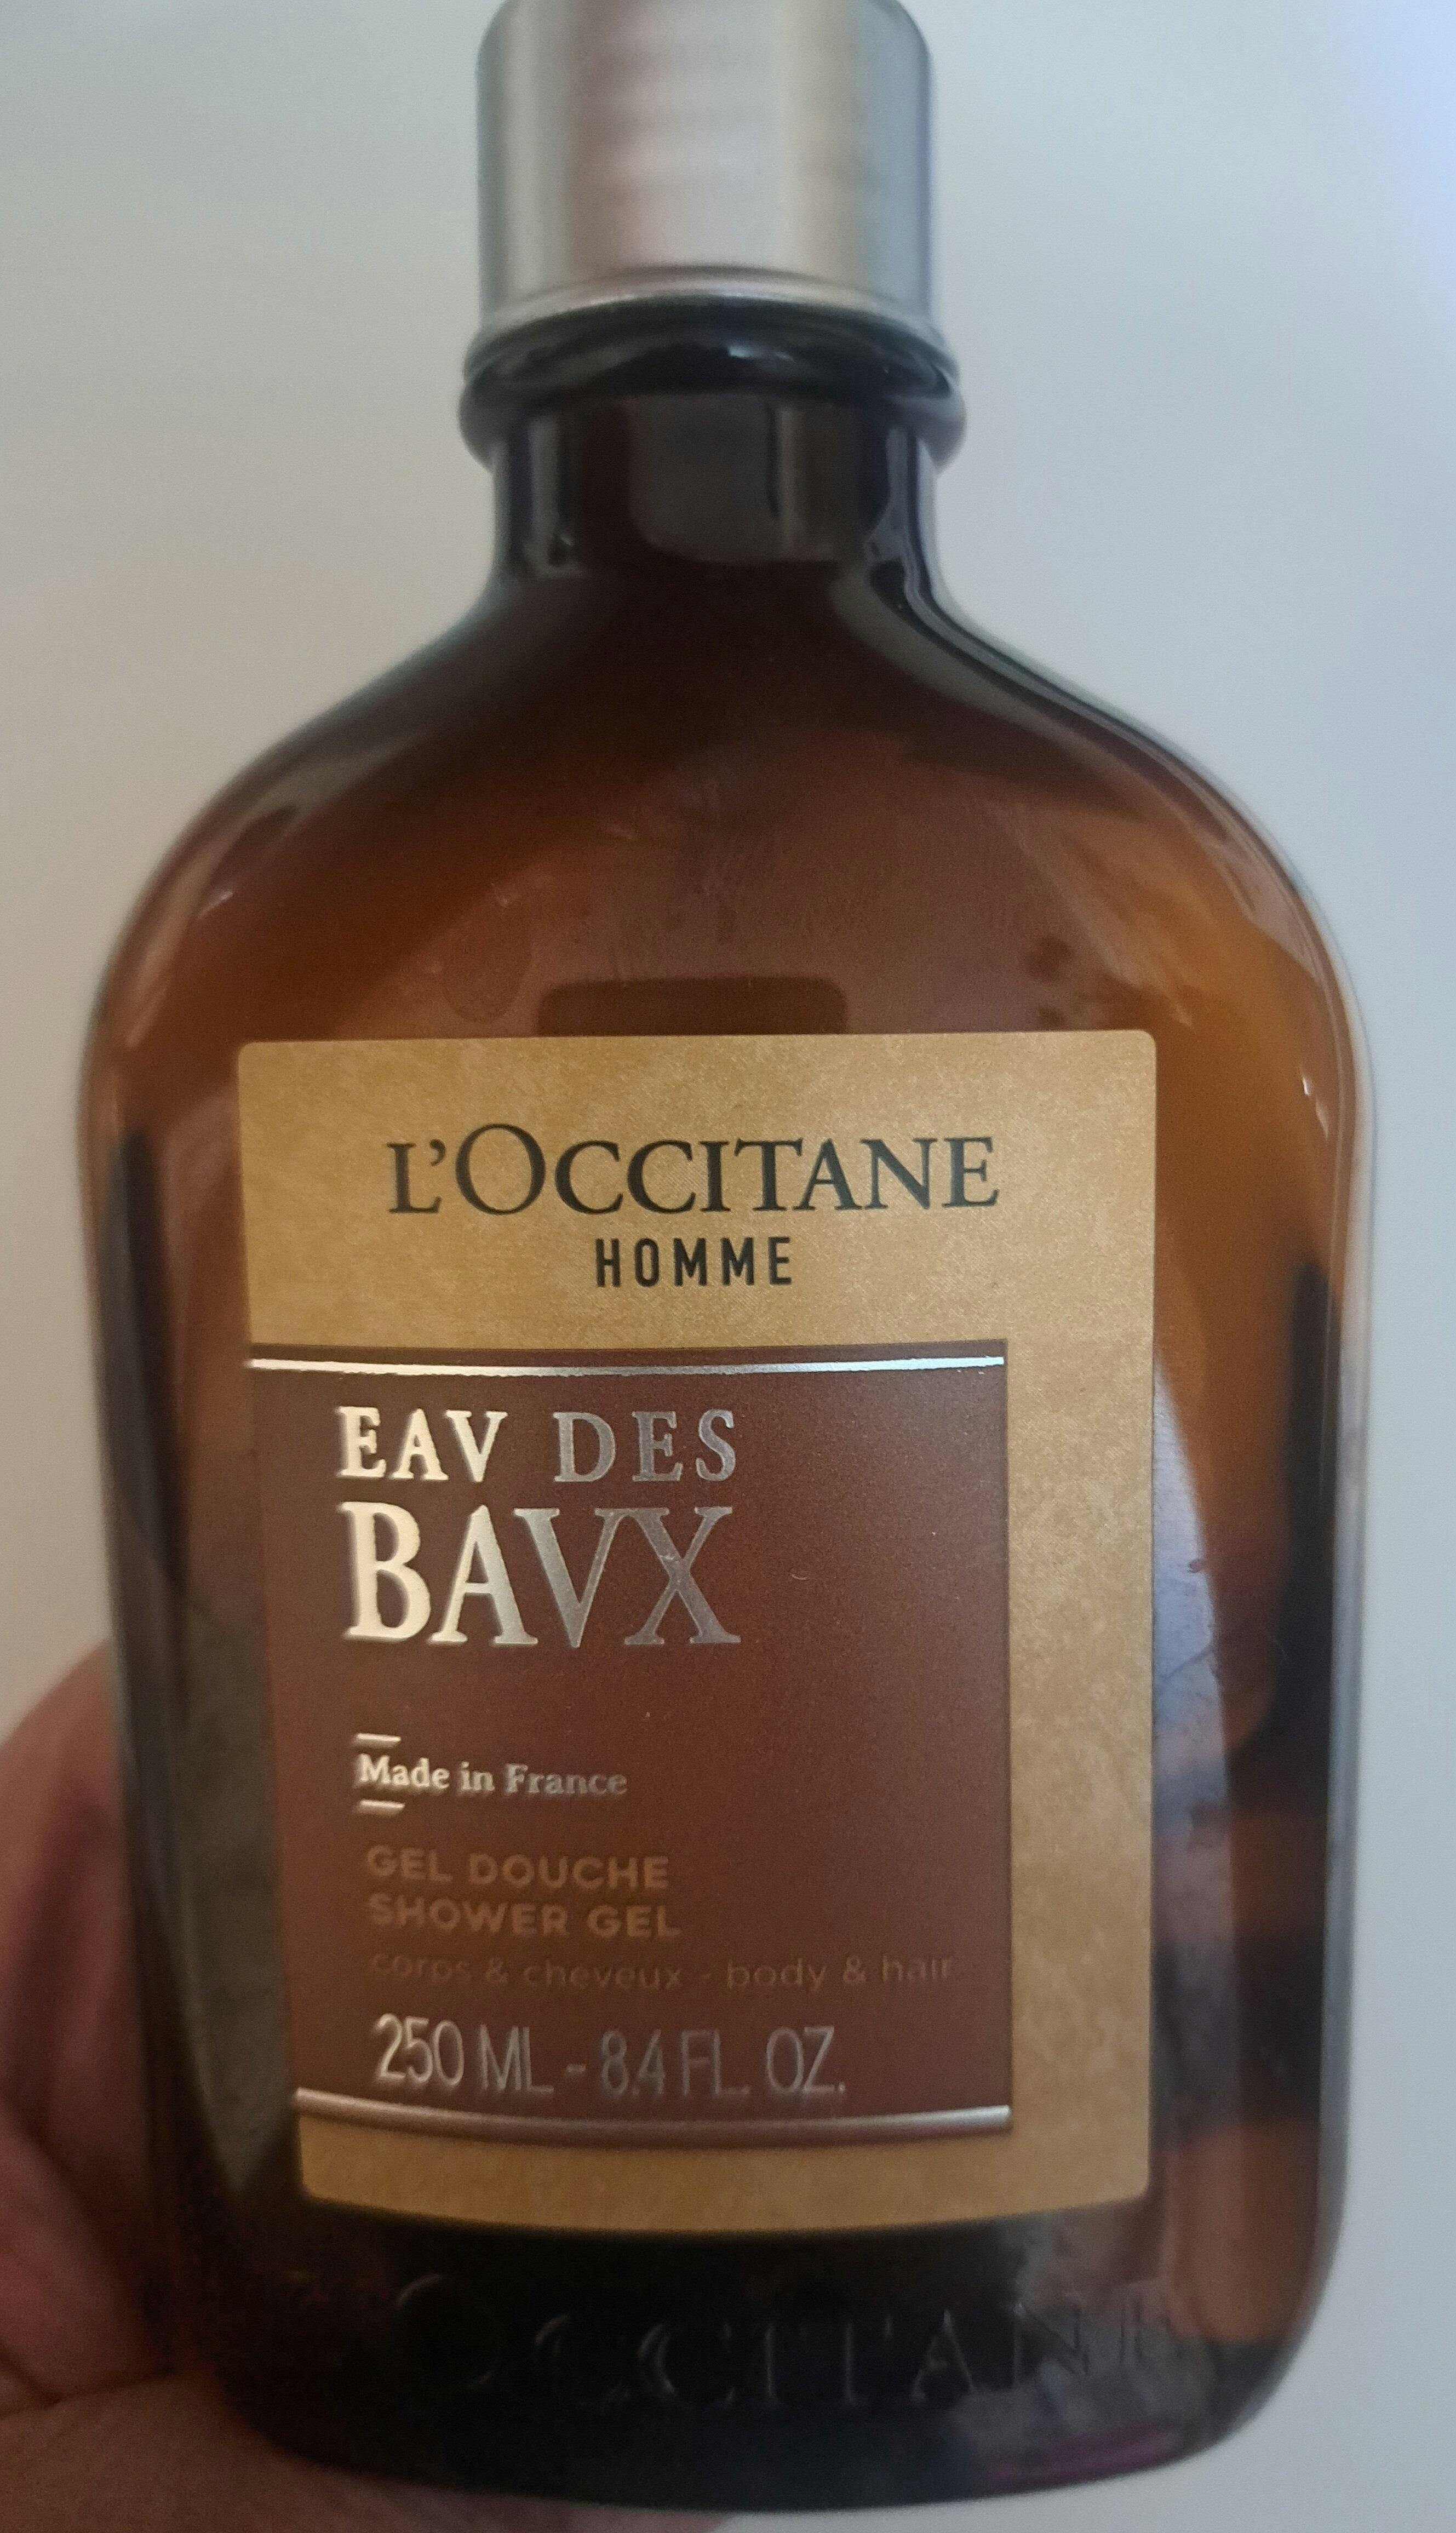 L'OCCITANE
HOMME
EAV DES
BAVX
Made in France
GEL DOUCHE
SHOWER GEL
corps & cheveux - body & hair
250 ML - 8.4 FL. OZ.
OCCITANE